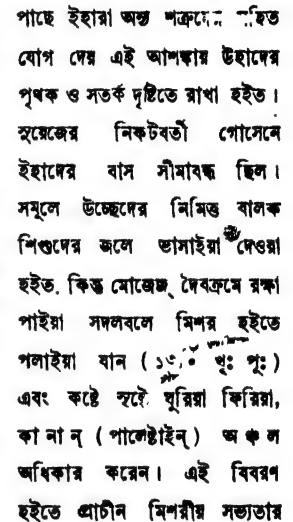 পাছে ইহারা অন্য শত্রুদের সহিত
যোগ দেয় এই আশঙ্কায় উহাদের
পৃথক ও সতর্ক দৃষ্টিতে রাখা হইত।
সুয়েজের নিকটবর্তী গোসেনে
ইহাদের বাস সীমাবদ্ধ ছিল।
সমূলে উচ্ছেদের নিমিত্ত বালক
শিশুদের জলে ভাসাইয়া দেওয়া
হইত, কিন্তু মোজেজ্ দৈবক্রমে রক্ষা
পাইয়া সদলবলে মিশর হইতে
পলাইয়া যান ( খৃঃ পূঃ )
এবং কষ্টে সৃষ্টে ঘুরিয়া ফিরিয়া,
কানান্ (পালেষ্টাইন্) অঞ্চল
অধিকার করেন। এই বিবরণ
হইতে প্রাচীন মিশরীয় সভ্যতার